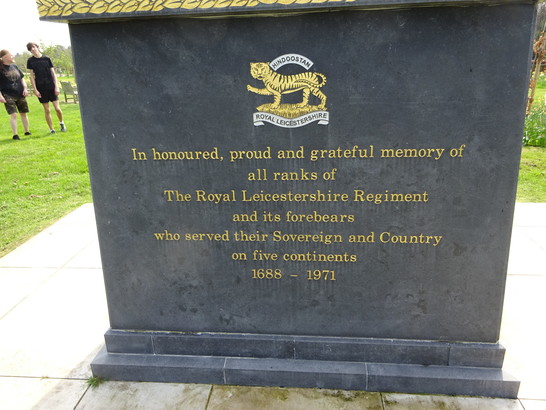 HINDOOSTAN
ROYAL LEICESTERSHIRE
In honoured, proud and grateful memory of
all ranks of
The Royal Leicestershire Regiment
and its forebears
who served their Sovereign and Country
on five continents
1688 – 1971